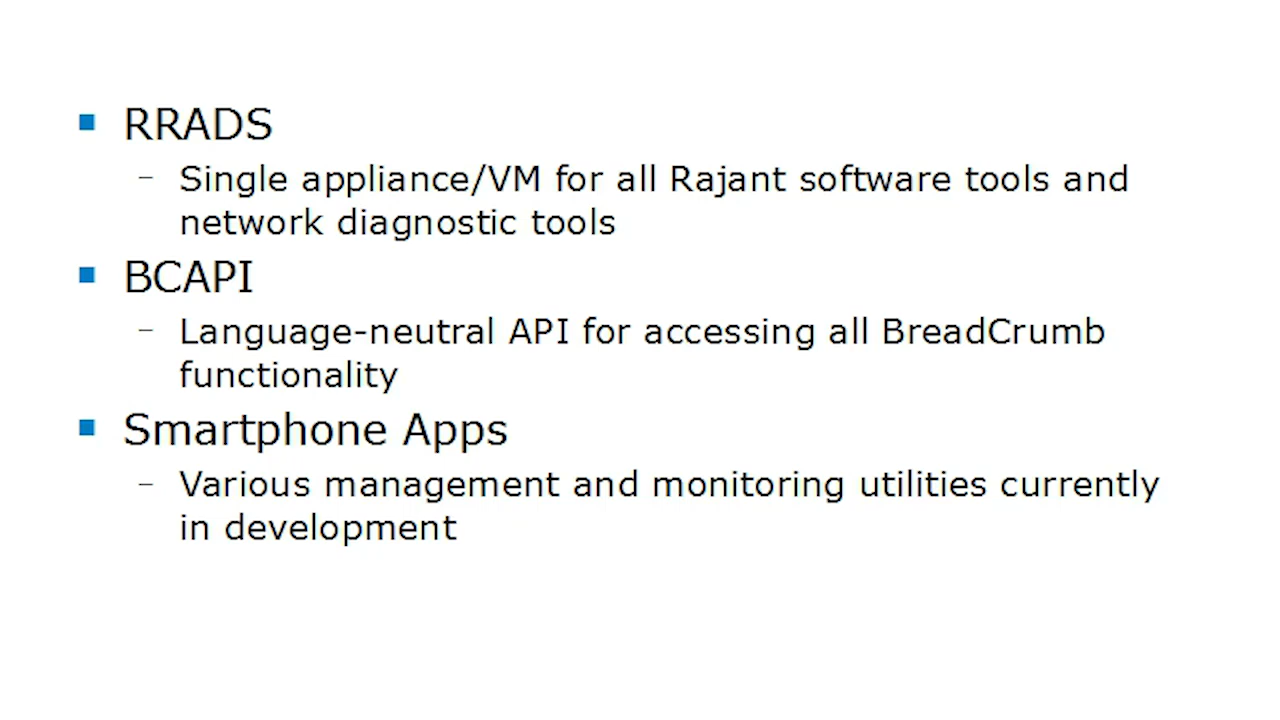 RRADS
– Single appliance/VM for all Rajant software tools and
network diagnostic tools
BCAPI
– Language-neutral API for accessing all BreadCrumb
functionality
Smartphone Apps
– Various management and monitoring utilities currently
in development